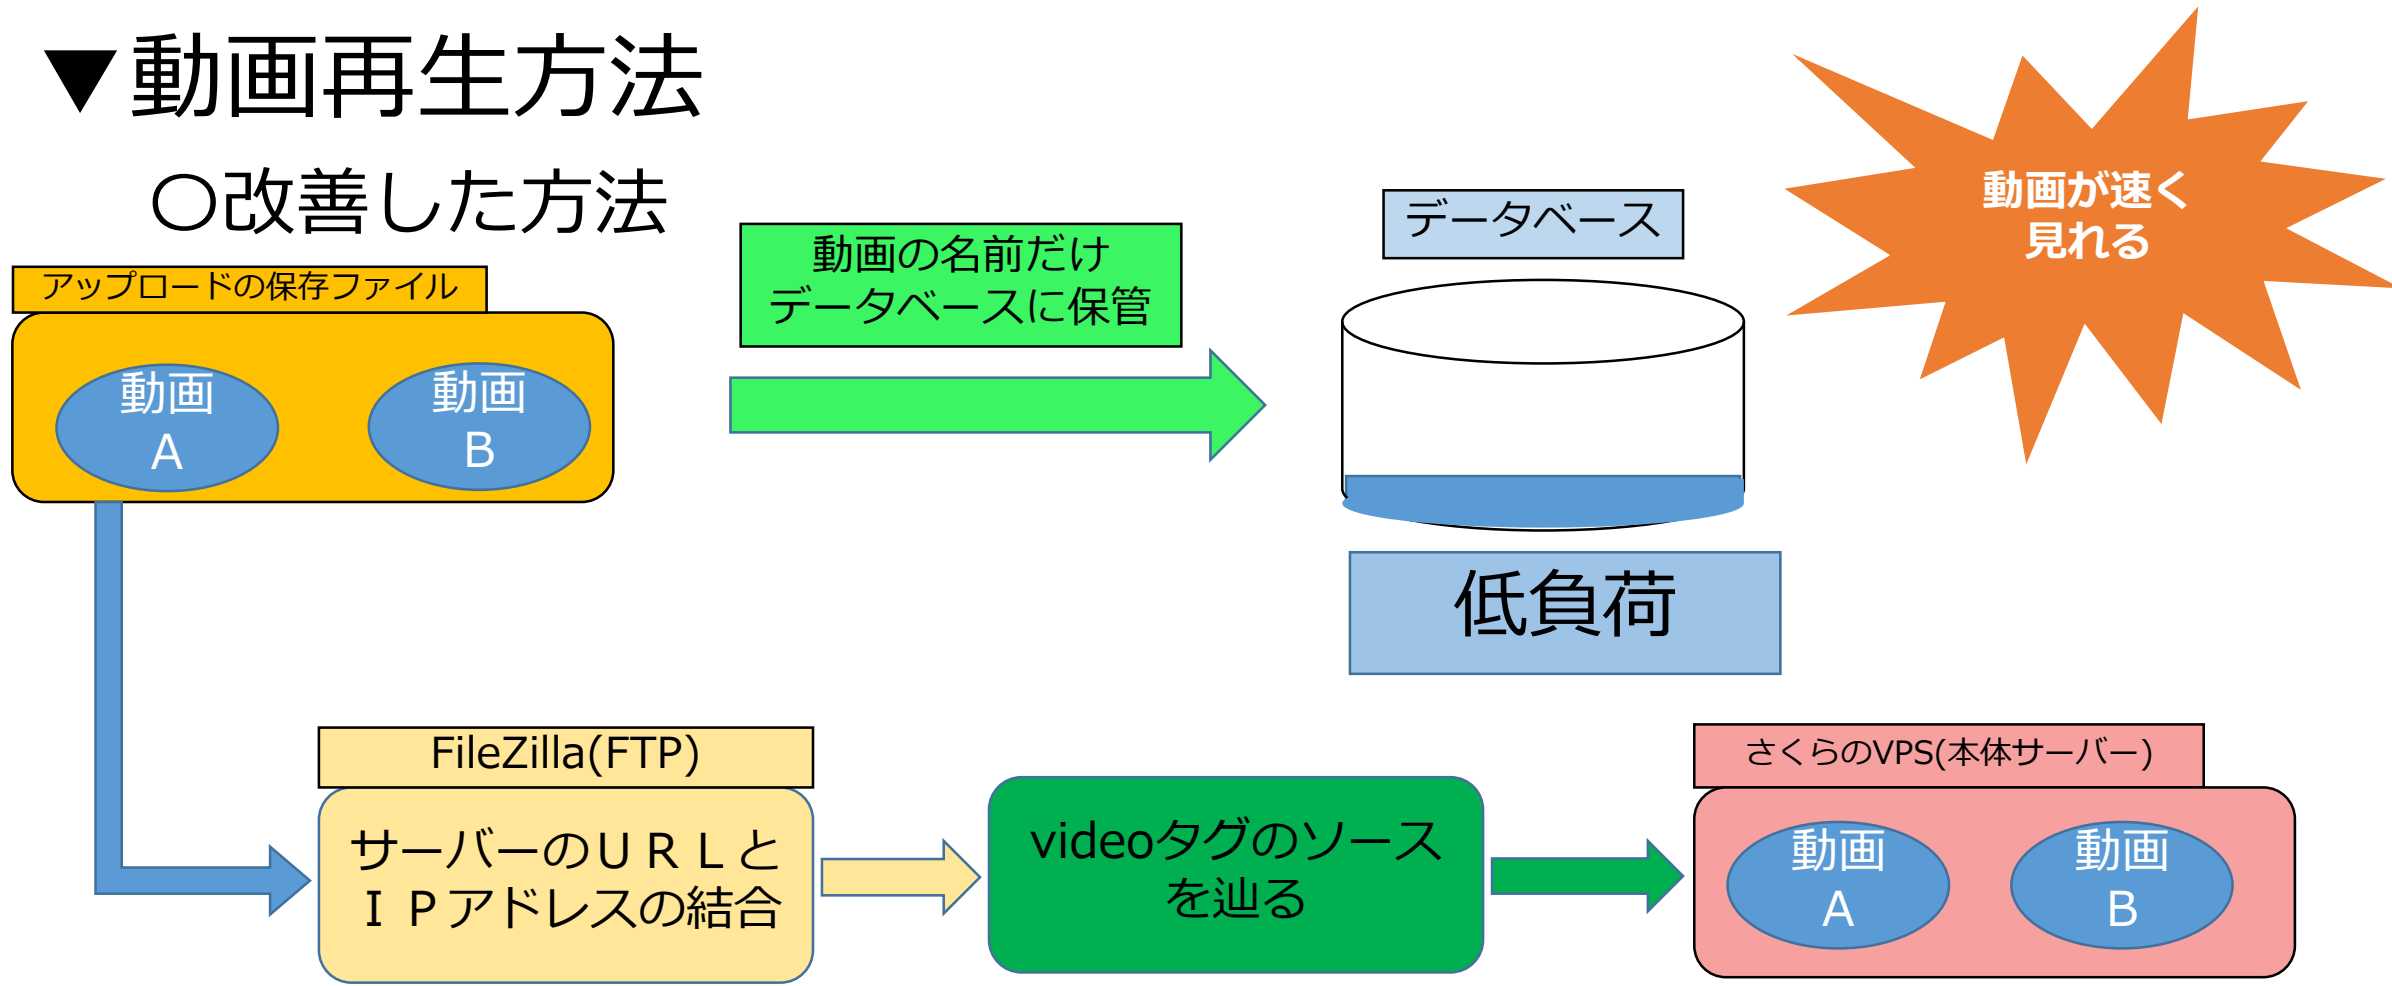 ▼動画再生方法
〇改善した方法
アップロードの保存ファイル
動画
A
動画
B
動画の名前だけ
データベースに保管
データベース
低負荷
動画が速く
見れる
FileZilla(FTP)
サーバーのＵＲＬと
ＩＰアドレスの結合
videoタグのソース
を辿る
さくらのVPS(本体サーバー)
動画
A
動画
B